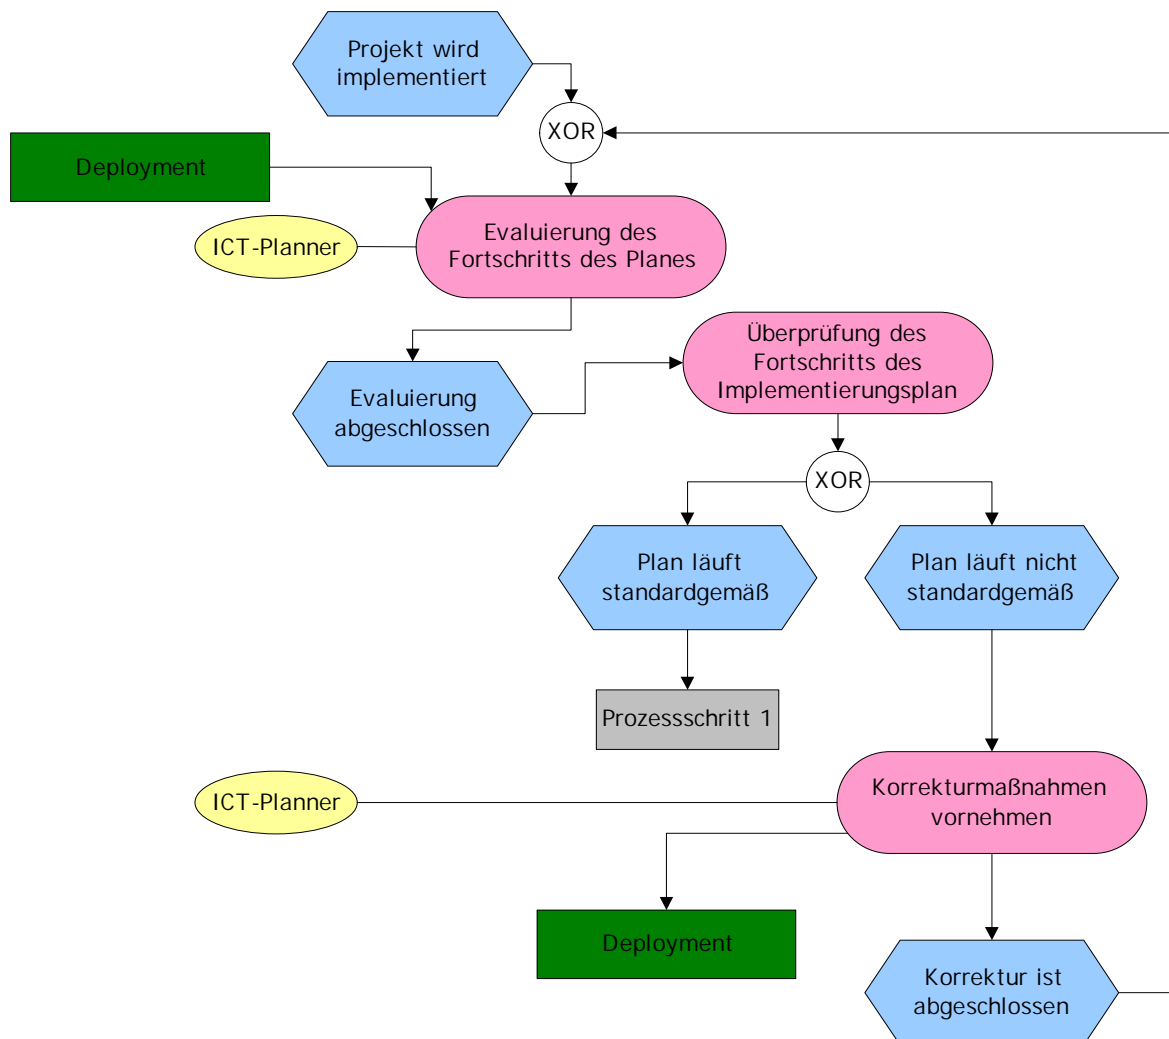 Projekt wird
implementiert
XOR
Deployment
ICT-Planner
Evaluierung des
Fortschritts des Planes
Überprüfung des
Fortschritts des
Implementierungsplan
Evaluierung
abgeschlossen
XOR
Plan läuft
standardgemäß
Plan läuft nicht
standardgemäß
Prozessschritt 1
ICT-Planner
Korrekturmaßnahmen
vornehmen
Deployment
Korrektur ist
abgeschlossen